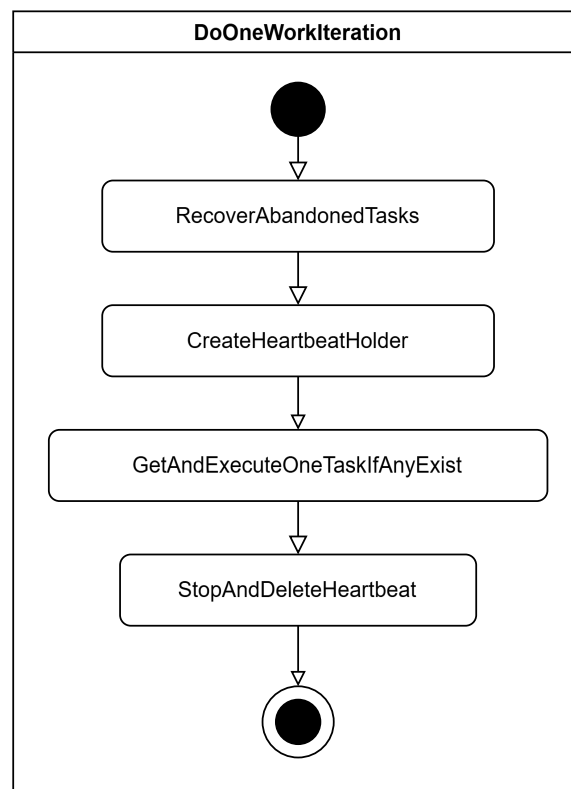 DoOneWorkIteration
RecoverAbandonedTasks
CreateHeartbeatHolder
GetAndExecuteOneTaskIfAnyExist
StopAndDeleteHeartbeat